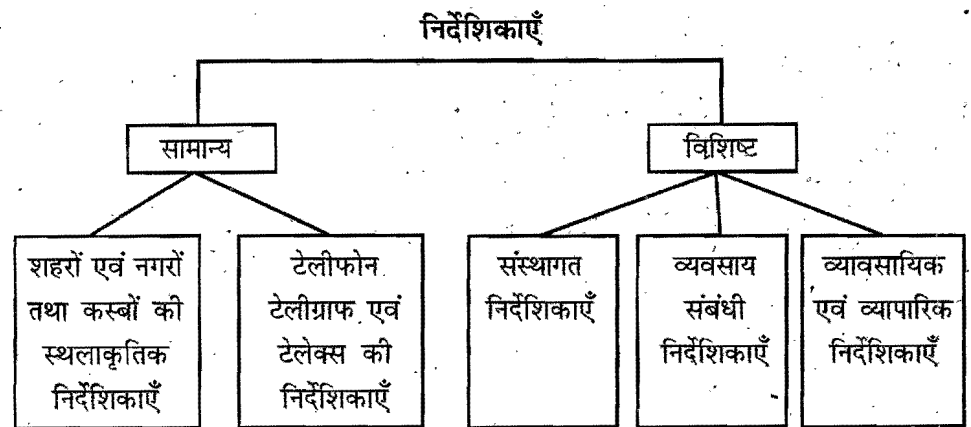 निर्देशिकाएँ
सामान्य
विशिष्ट
शहरों एवं नगरों
तथा कस्बों की
स्थलाकृतिक
निर्देशिकाएँ
टेलीफोन
टेलीग्राफ एवं
टेलेक्स की
निर्देशिकाएँ
संस्थागत
निर्देशिकाएँ
व्यवसाय
संबंधी
निर्देशिकाएँ
व्यावसायिक
एवं व्यापारिक
निर्देशिकाएँ